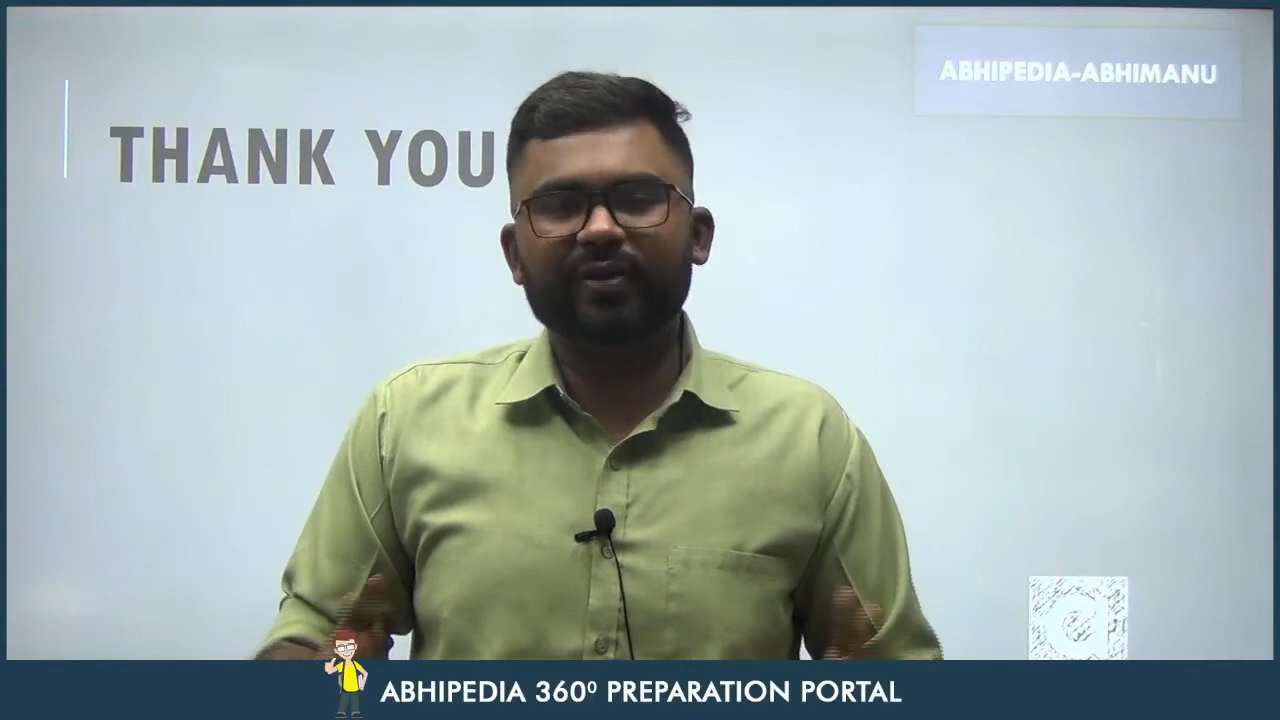 ABHIPEDIA-ABHIMANU
THANK YOU
ABHIPEDIA 360⁰ PREPARATION PORTAL